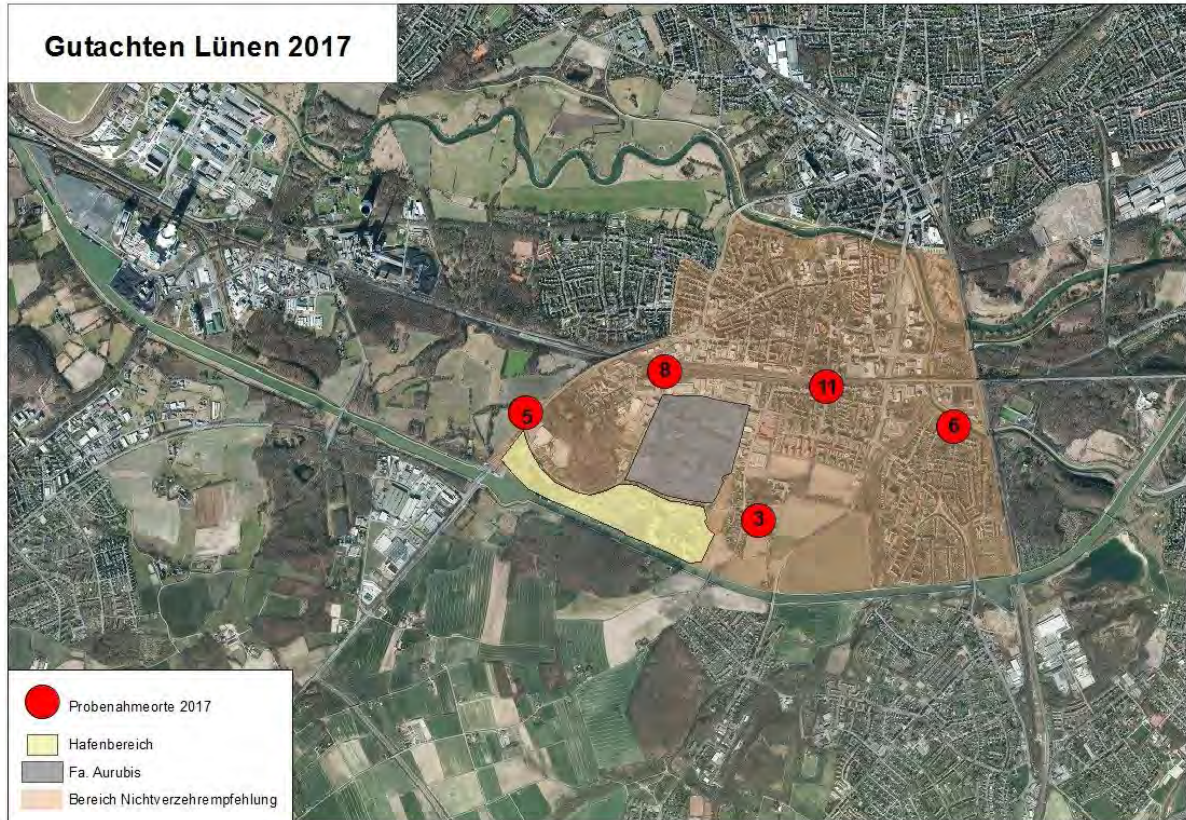 Gutachten Lünen 2017
8
11
5
6
3
Probenahmeorte 2017
Hafenbereich
Fa. Aurubis
Bereich Nichtverzehrempfehlung